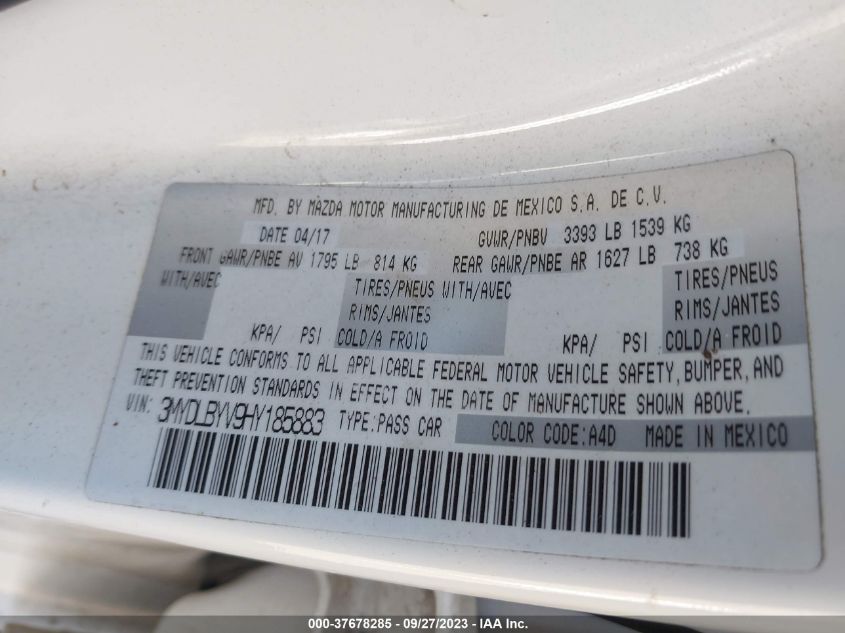 MFD. BY MAZDA MOTOR MANUFACTURING DE MEXICO S.A. DE C.V.
DATE 04/17 GVWR/PNBV 3393 LB 1539 KG
FRONT GAWR/PNBE AV 1795 LB 814 KG REAR GAWR/PNBE AR 1627 LB 738 KG
WITH/AVEC TIRES/PNEUS WITH/AVEC TIRES/PNEUS
RIMS/JANTES RIMS/JANTES
KPA/ PSI COLD/A FROID KPA/ PSI COLD/A FROID
THIS VEHICLE CONFORMS TO ALL APPLICABLE FEDERAL MOTOR VEHICLE SAFETY, BUMPER, AND
THEFT PREVENTION STANDARDS IN EFFECT ON THE DATE OF MANUFACTURE SHOWN ABOVE.
VIN: 3MYDLBYV9HY185883 TYPE:PASS CAR COLOR CODE:A4D MADE IN MEXICO
000-37678285 - 09/27/2023 - IAA Inc.